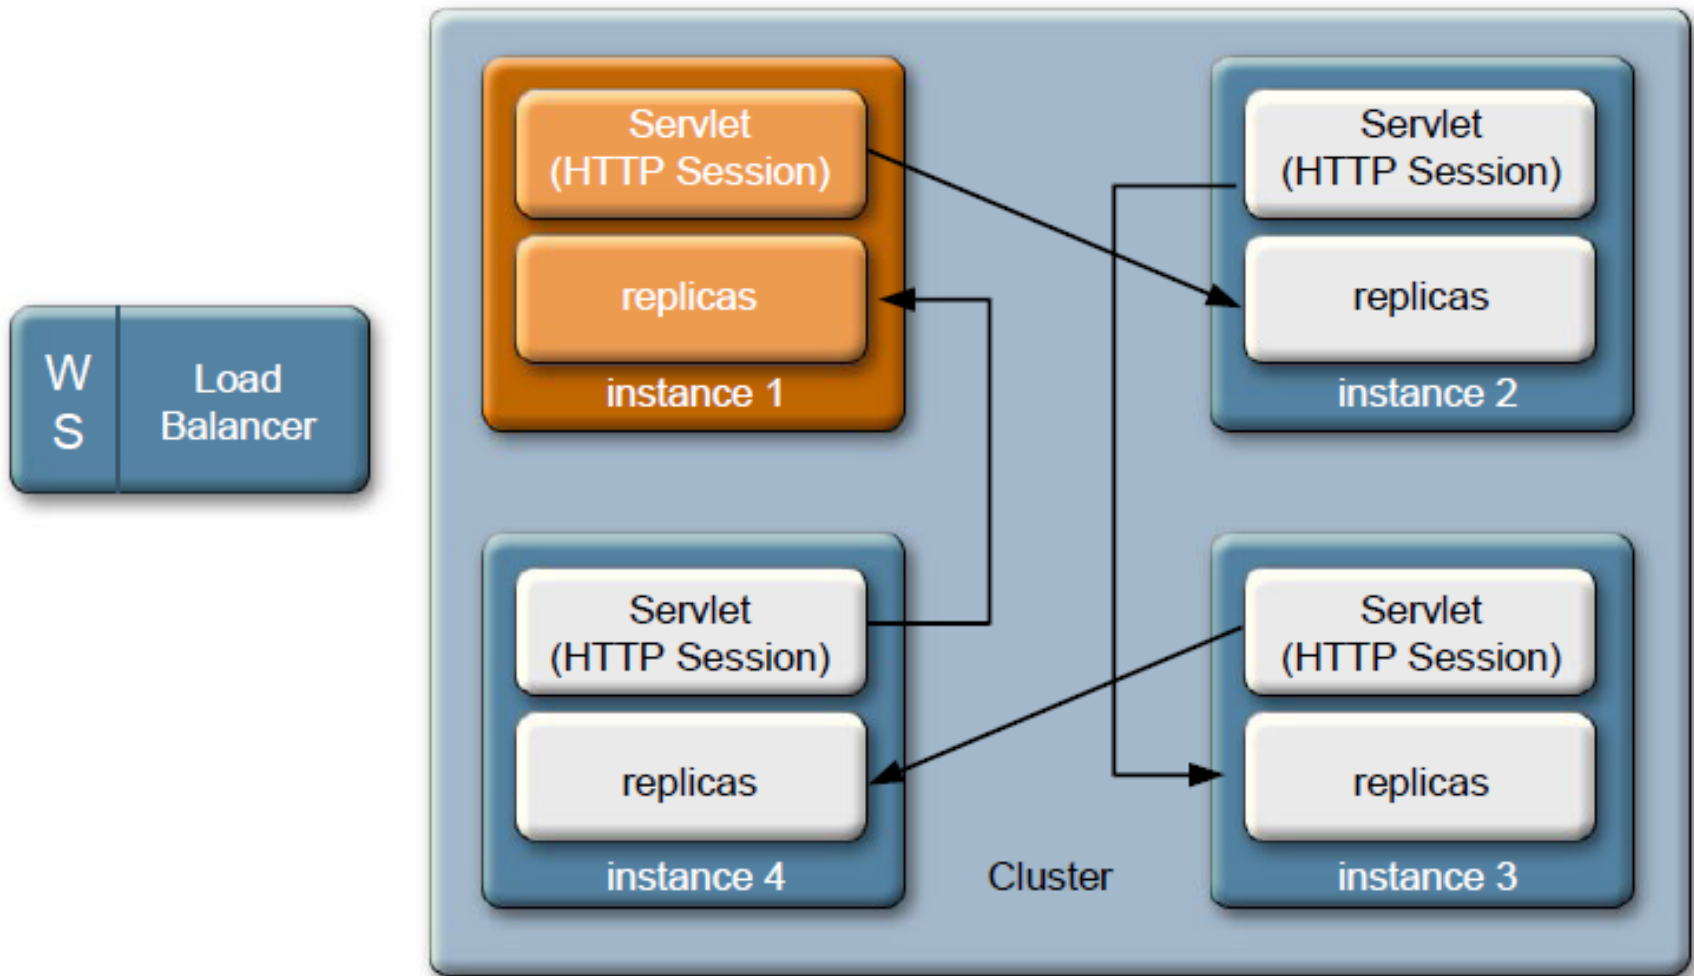 W
S
Load
Balancer
Servlet
(HTTP Session)
replicas
instance 1
Servlet
(HTTP Session)
replicas
instance 2
Servlet
(HTTP Session)
replicas
instance 4
Cluster
Servlet
(HTTP Session)
replicas
instance 3